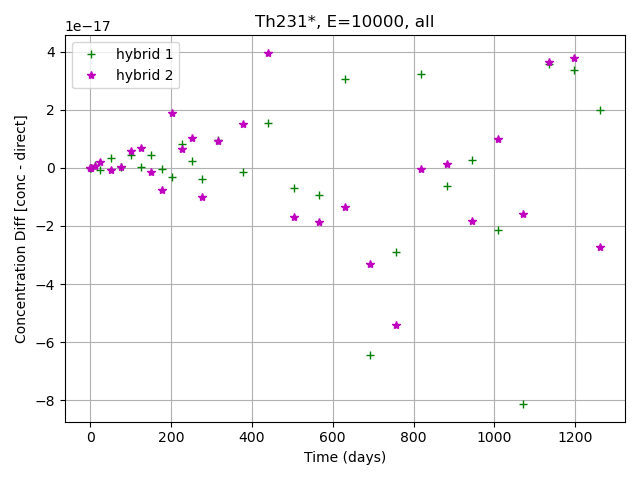 Th231*, E=10000, all
1e−17
hybrid 1
hybrid 2
4
2
0
−2
−4
−6
−8
Concentration Diff [conc - direct]
0 200 400 600 800 1000 1200
Time (days)